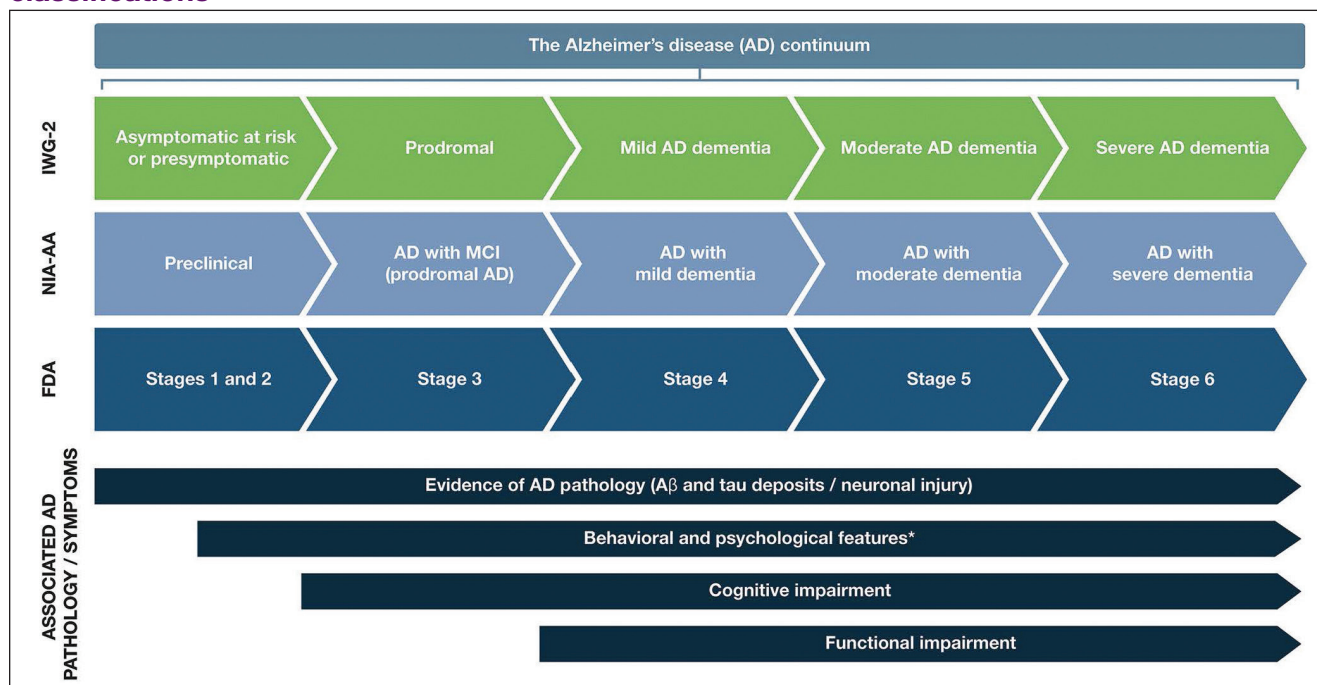 The Alzheimer's disease (AD) continuum
IWG-2
Asymptomatic at risk
or presymptomatic
Prodromal
Mild AD dementia
Moderate AD dementia
Severe AD dementia
NIA-AA
Preclinical
AD with MCI
(prodromal AD)
AD with
mild dementia
AD with
moderate dementia
AD with
severe dementia
FDA
Stages 1 and 2
Stage 3
Stage 4
Stage 5
Stage 6
ASSOCIATED AD
PATHOLOGY / SYMPTOMS
Evidence of AD pathology (Aβ and tau deposits / neuronal injury)
Behavioral and psychological features*
Cognitive impairment
Functional impairment